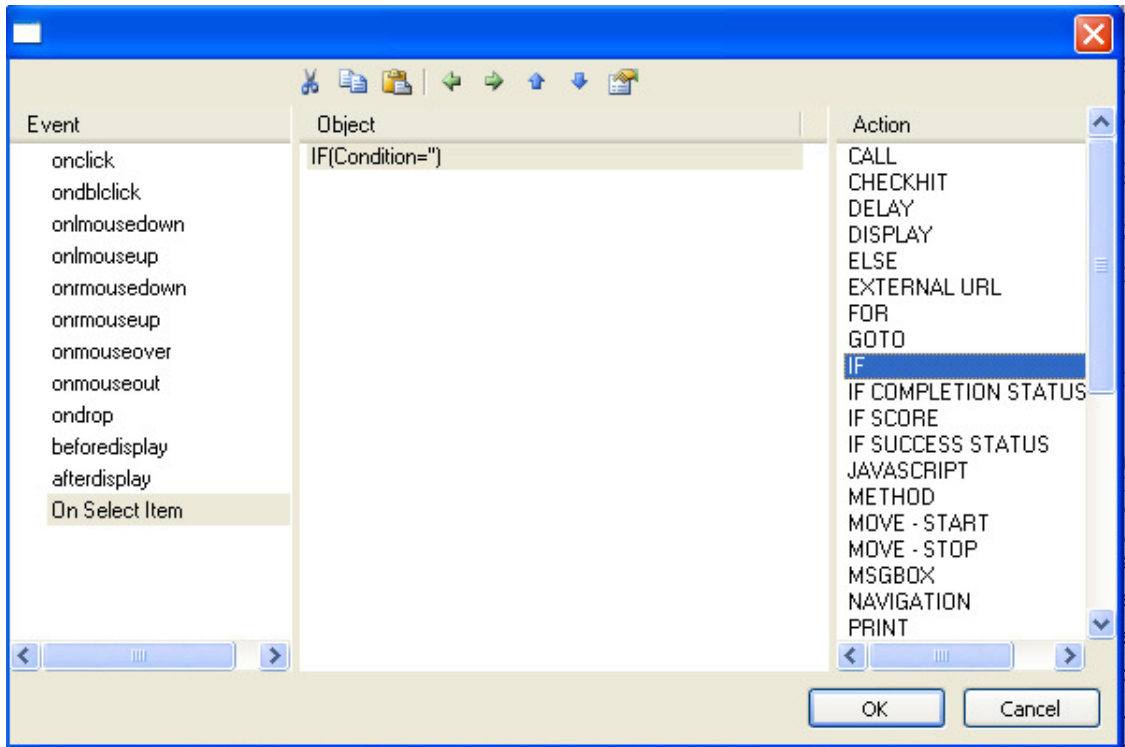 Event
onclick
ondblclick
onlmousedown
onlmouseup
onrmousedown
onrmouseup
onmouseover
onmouseout
ondrop
beforedisplay
afterdisplay
On Select Item
Object
IF(Condition='')
Action
CALL
CHECKHIT
DELAY
DISPLAY
ELSE
EXTERNAL URL
FOR
GOTO
IF
IF COMPLETION STATUS
IF SCORE
IF SUCCESS STATUS
JAVASCRIPT
METHOD
MOVE - START
MOVE - STOP
MSGBOX
NAVIGATION
PRINT
OK Cancel